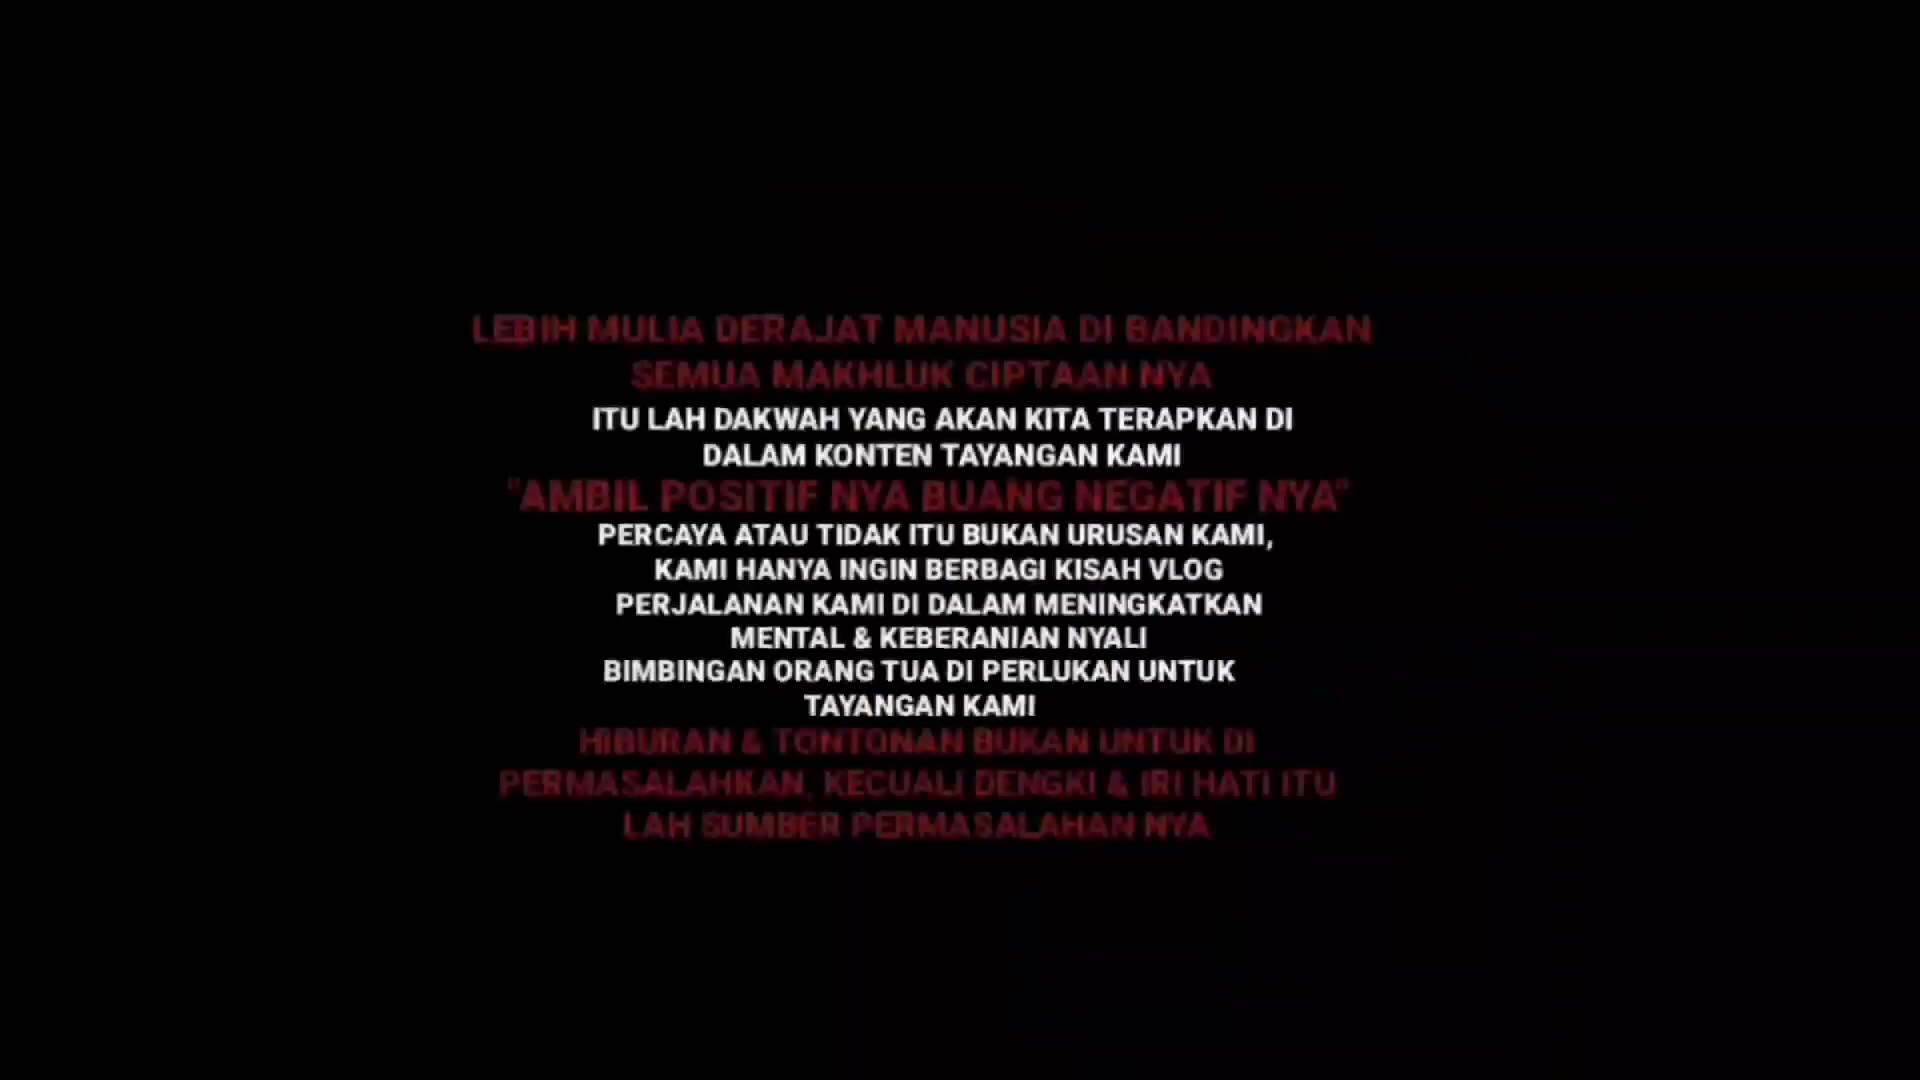 LEBIH MULIA DERAJAT MANUSIA DI BANDINGKAN
SEMUA MAKHLUK CIPTAAN NYA
ITU LAH DAKWAH YANG AKAN KITA TERAPKAN DI
DALAM KONTEN TAYANGAN KAMI
"AMBIL POSITIF NYA BUANG NEGATIF NYA"
PERCAYA ATAU TIDAK ITU BUKAN URUSAN KAMI,
KAMI HANYA INGIN BERBAGI KISAH VLOG
PERJALANAN KAMI DI DALAM MENINGKATKAN
MENTAL & KEBERANIAN NYALI
BIMBINGAN ORANG TUA DI PERLUKAN UNTUK
TAYANGAN KAMI
HIBURAN & TONTONAN BUKAN UNTUK DI
PERMASALAHKAN, KECUALI DENGKI & IRI HATI ITU
LAH SUMBER PERMASALAHAN NYA